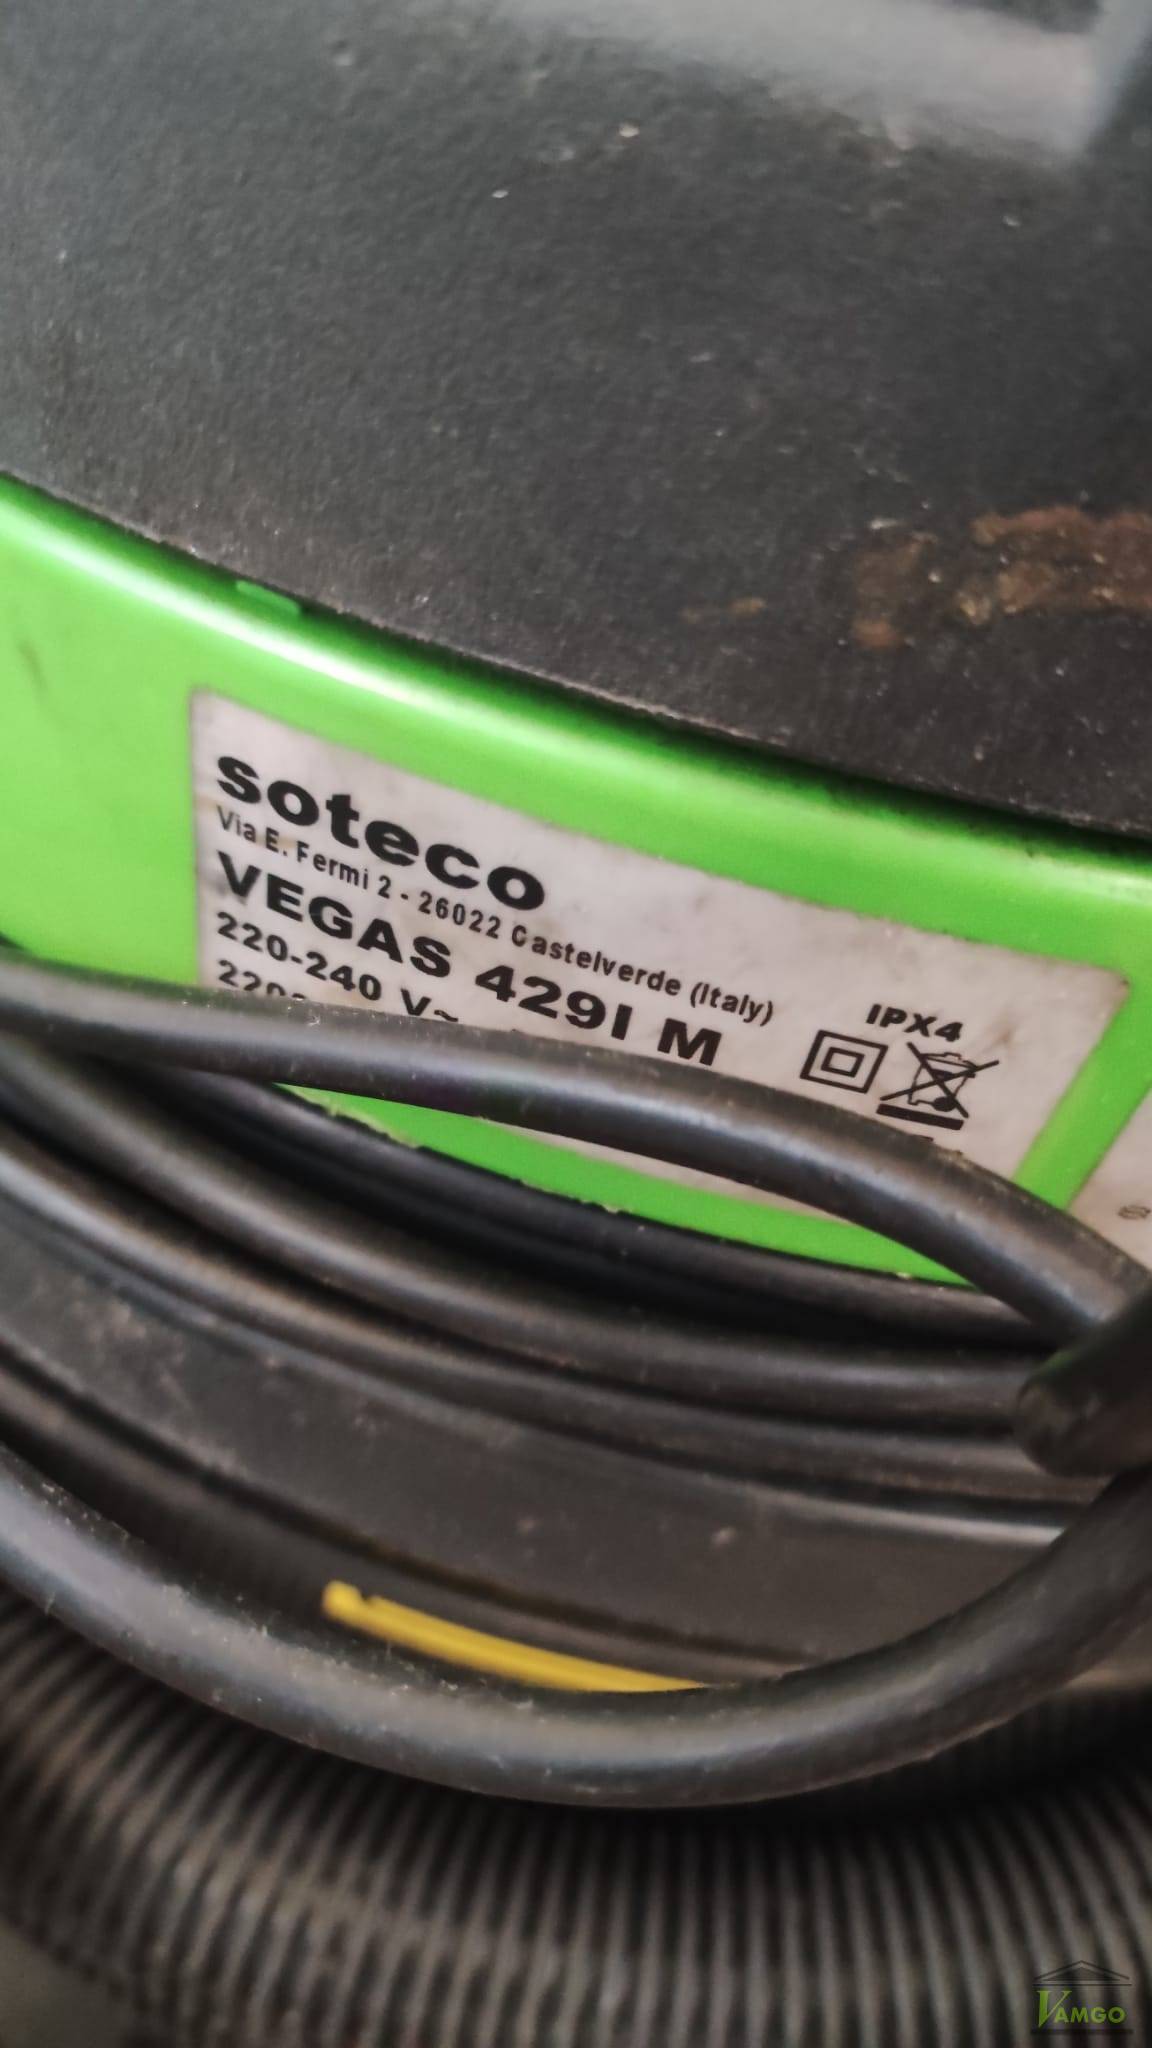 soteco
Via E. Fermi 2 - 26022 Castelverde (Italy)
VEGAS 429I M
220-240 V~
IPX4
VAMGO